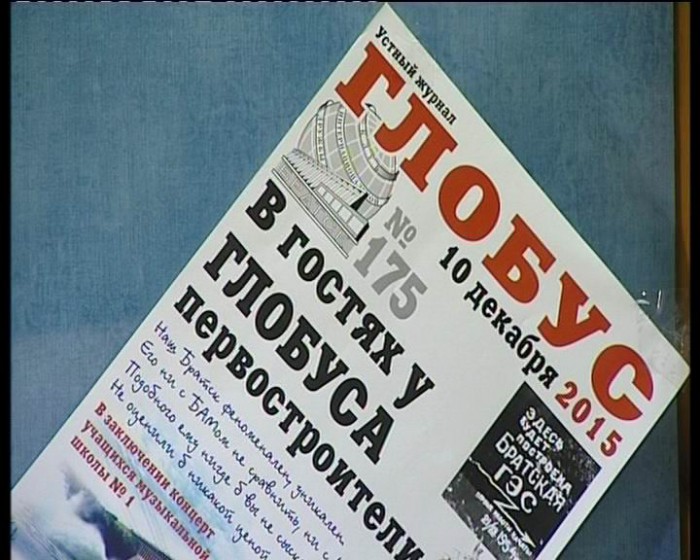 Устный журнал
ГЛОБУС
№
175
10 декабря 2015
В гостях у
ГЛОБУСА
первостроители
Наш Братск феноменален, уникален
Его ни с БАМом не сравнить, ни с
Подобного ему нигде б вы не сыск
Не оценили б никакой ценой
В заключении концерт
учащихся музыкальной
школы № 1
ЗДЕСЬ
БУДЕТ
ПОСТРОЕНА
БРАТСКАЯ
ГЭС